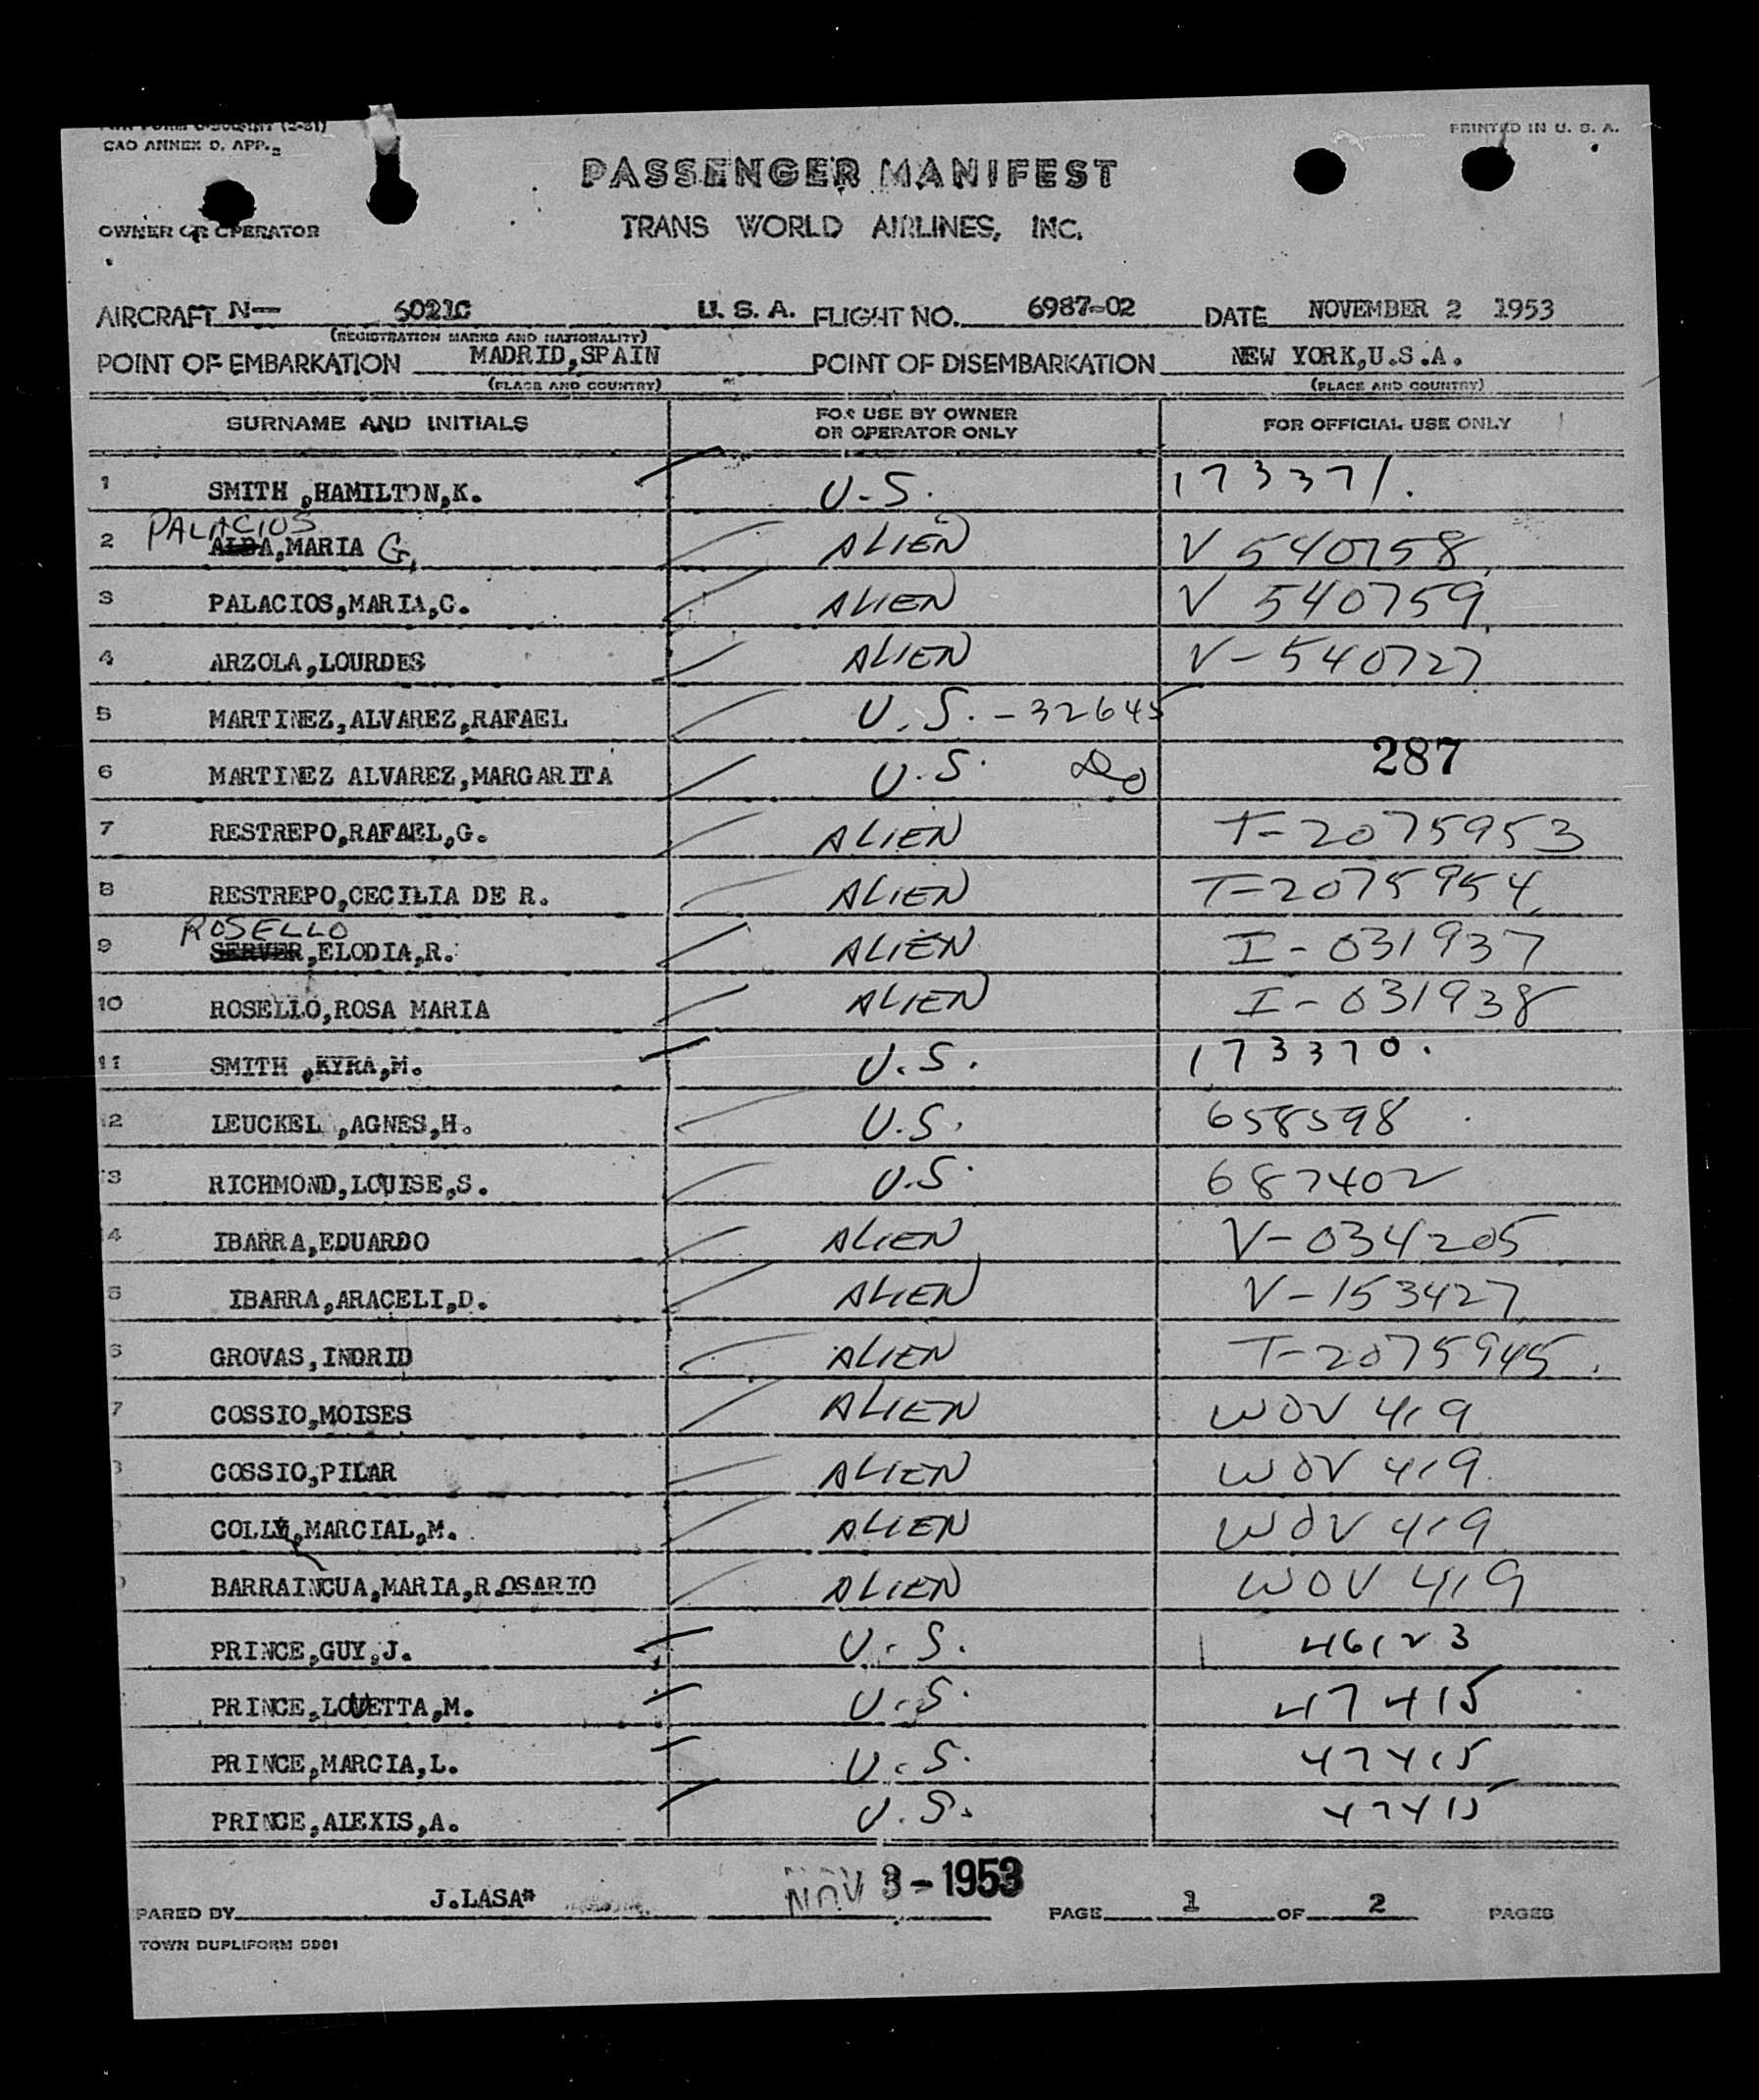 CAO ANNEX D. APP.
PRINTED IN U. S. A.
PASSENGER MANIFEST
OWNER OR OPERATOR
TRANS WORLD AIRLINES, INC.
AIRCRAFT N— 6021C U. S. A. FLIGHT NO. 6987-02 DATE NOVEMBER 2 1953
(REGISTRATION MARKS AND NATIONALITY)
POINT OF EMBARKATION MADRID,SPAIN POINT OF DISEMBARKATION NEW YORK,U.S.A.
(PLACE AND COUNTRY) (PLACE AND COUNTRY)
SURNAME AND INITIALS FOR USE BY OWNER OR OPERATOR ONLY FOR OFFICIAL USE ONLY
1 SMITH ,HAMILTON,K. U.S. 173371.
PALACIOS
2 ALBA,MARIA G. ALIEN V 540758
3 PALACIOS,MARIA,G. ALIEN V 540759
4 ARZOLA,LOURDES ALIEN V-540727
5 MARTINEZ,ALVAREZ,RAFAEL U.S. - 32645
6 MARTINEZ ALVAREZ,MARGARITA U.S. Do 287
7 RESTREPO,RAFAEL,G. ALIEN T-2075953
8 RESTREPO,CECILIA DE R. ALIEN T-2075954
ROSELLO
9 SERVER,ELODIA,R. ALIEN I-031937
10 ROSELLO,ROSA MARIA ALIEN I-031938
11 SMITH ,KYRA,M. U.S. 173370.
2 LEUCKEL ,AGNES,H. U.S. 658598
3 RICHMOND,LOUISE,S. U.S. 687402
4 IBARRA,EDUARDO ALIEN V-034205
5 IBARRA,ARACELI,D. ALIEN V-153427
6 GROVAS,INGRID ALIEN T-2075945
7 COSSIO,MOISES ALIEN WOV 419
COSSIO,PILAR ALIEN WOV 419
COLL,MARCIAL,M. ALIEN WOV 419
BARRAINCUA,MARIA,ROSARIO ALIEN WOV 419
PRINCE,GUY,J. U.S. 46123
PRINCE,LOUETTA,M. U.S. 47415
PRINCE,MARCIA,L. U.S. 47415
PRINCE,ALEXIS,A. U.S. 47415
PARED BY J.LASA NOV 3-1953 PAGE 1 OF 2 PAGES
TOWN DUPLIFORM 5981